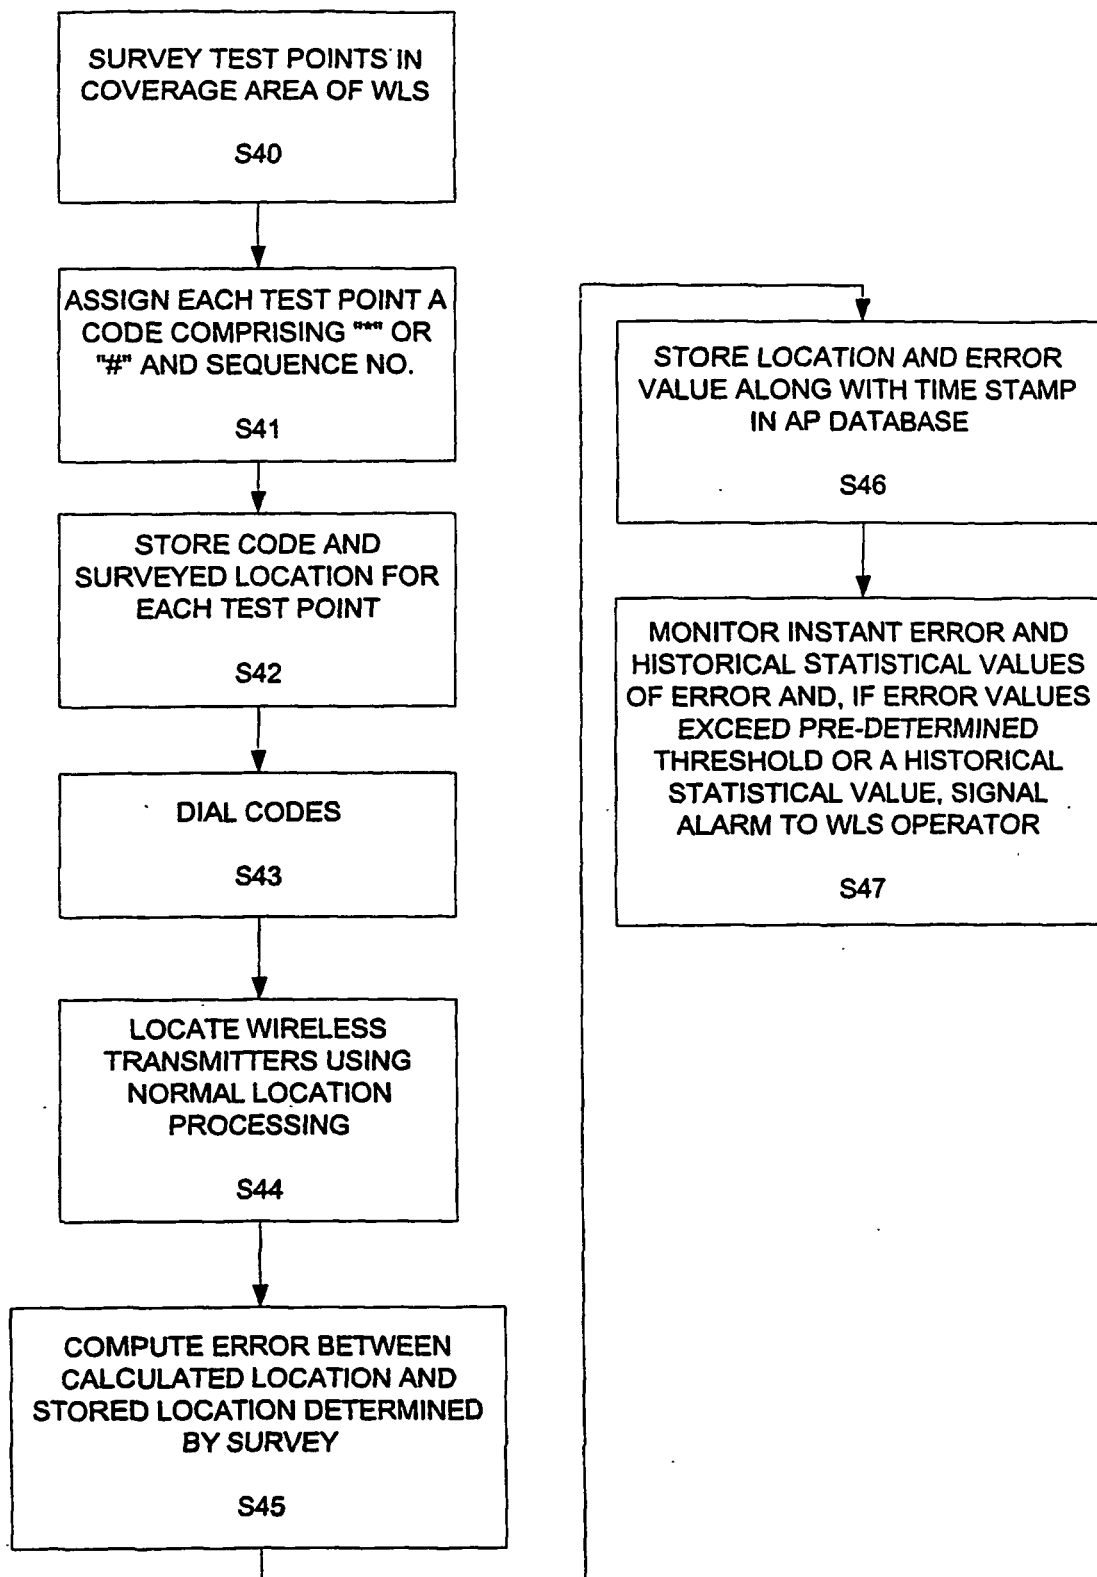 SURVEY TEST POINTS IN
COVERAGE AREA OF WLS
S40
ASSIGN EACH TEST POINT A
CODE COMPRISING "*" OR
"#" AND SEQUENCE NO.
S41
STORE CODE AND
SURVEYED LOCATION FOR
EACH TEST POINT
S42
DIAL CODES
S43
LOCATE WIRELESS
TRANSMITTERS USING
NORMAL LOCATION
PROCESSING
S44
COMPUTE ERROR BETWEEN
CALCULATED LOCATION AND
STORED LOCATION DETERMINED
BY SURVEY
S45
STORE LOCATION AND ERROR
VALUE ALONG WITH TIME STAMP
IN AP DATABASE
S46
MONITOR INSTANT ERROR AND
HISTORICAL STATISTICAL VALUES
OF ERROR AND, IF ERROR VALUES
EXCEED PRE-DETERMINED
THRESHOLD OR A HISTORICAL
STATISTICAL VALUE, SIGNAL
ALARM TO WLS OPERATOR
S47